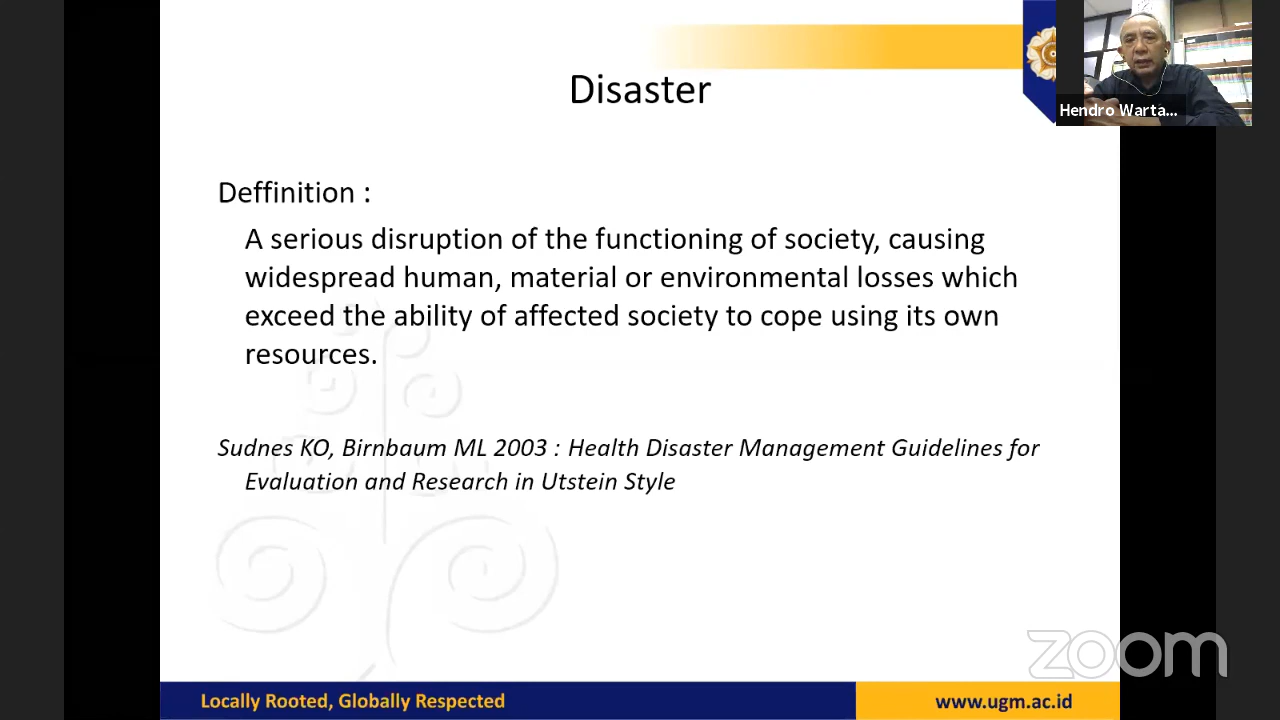 Disaster
Hendro Warta...
Deffinition :
A serious disruption of the functioning of society, causing
widespread human, material or environmental losses which
exceed the ability of affected society to cope using its own
resources.
Sudnes KO, Birnbaum ML 2003 : Health Disaster Management Guidelines for
Evaluation and Research in Utstein Style
zoom
Locally Rooted, Globally Respected
www.ugm.ac.id